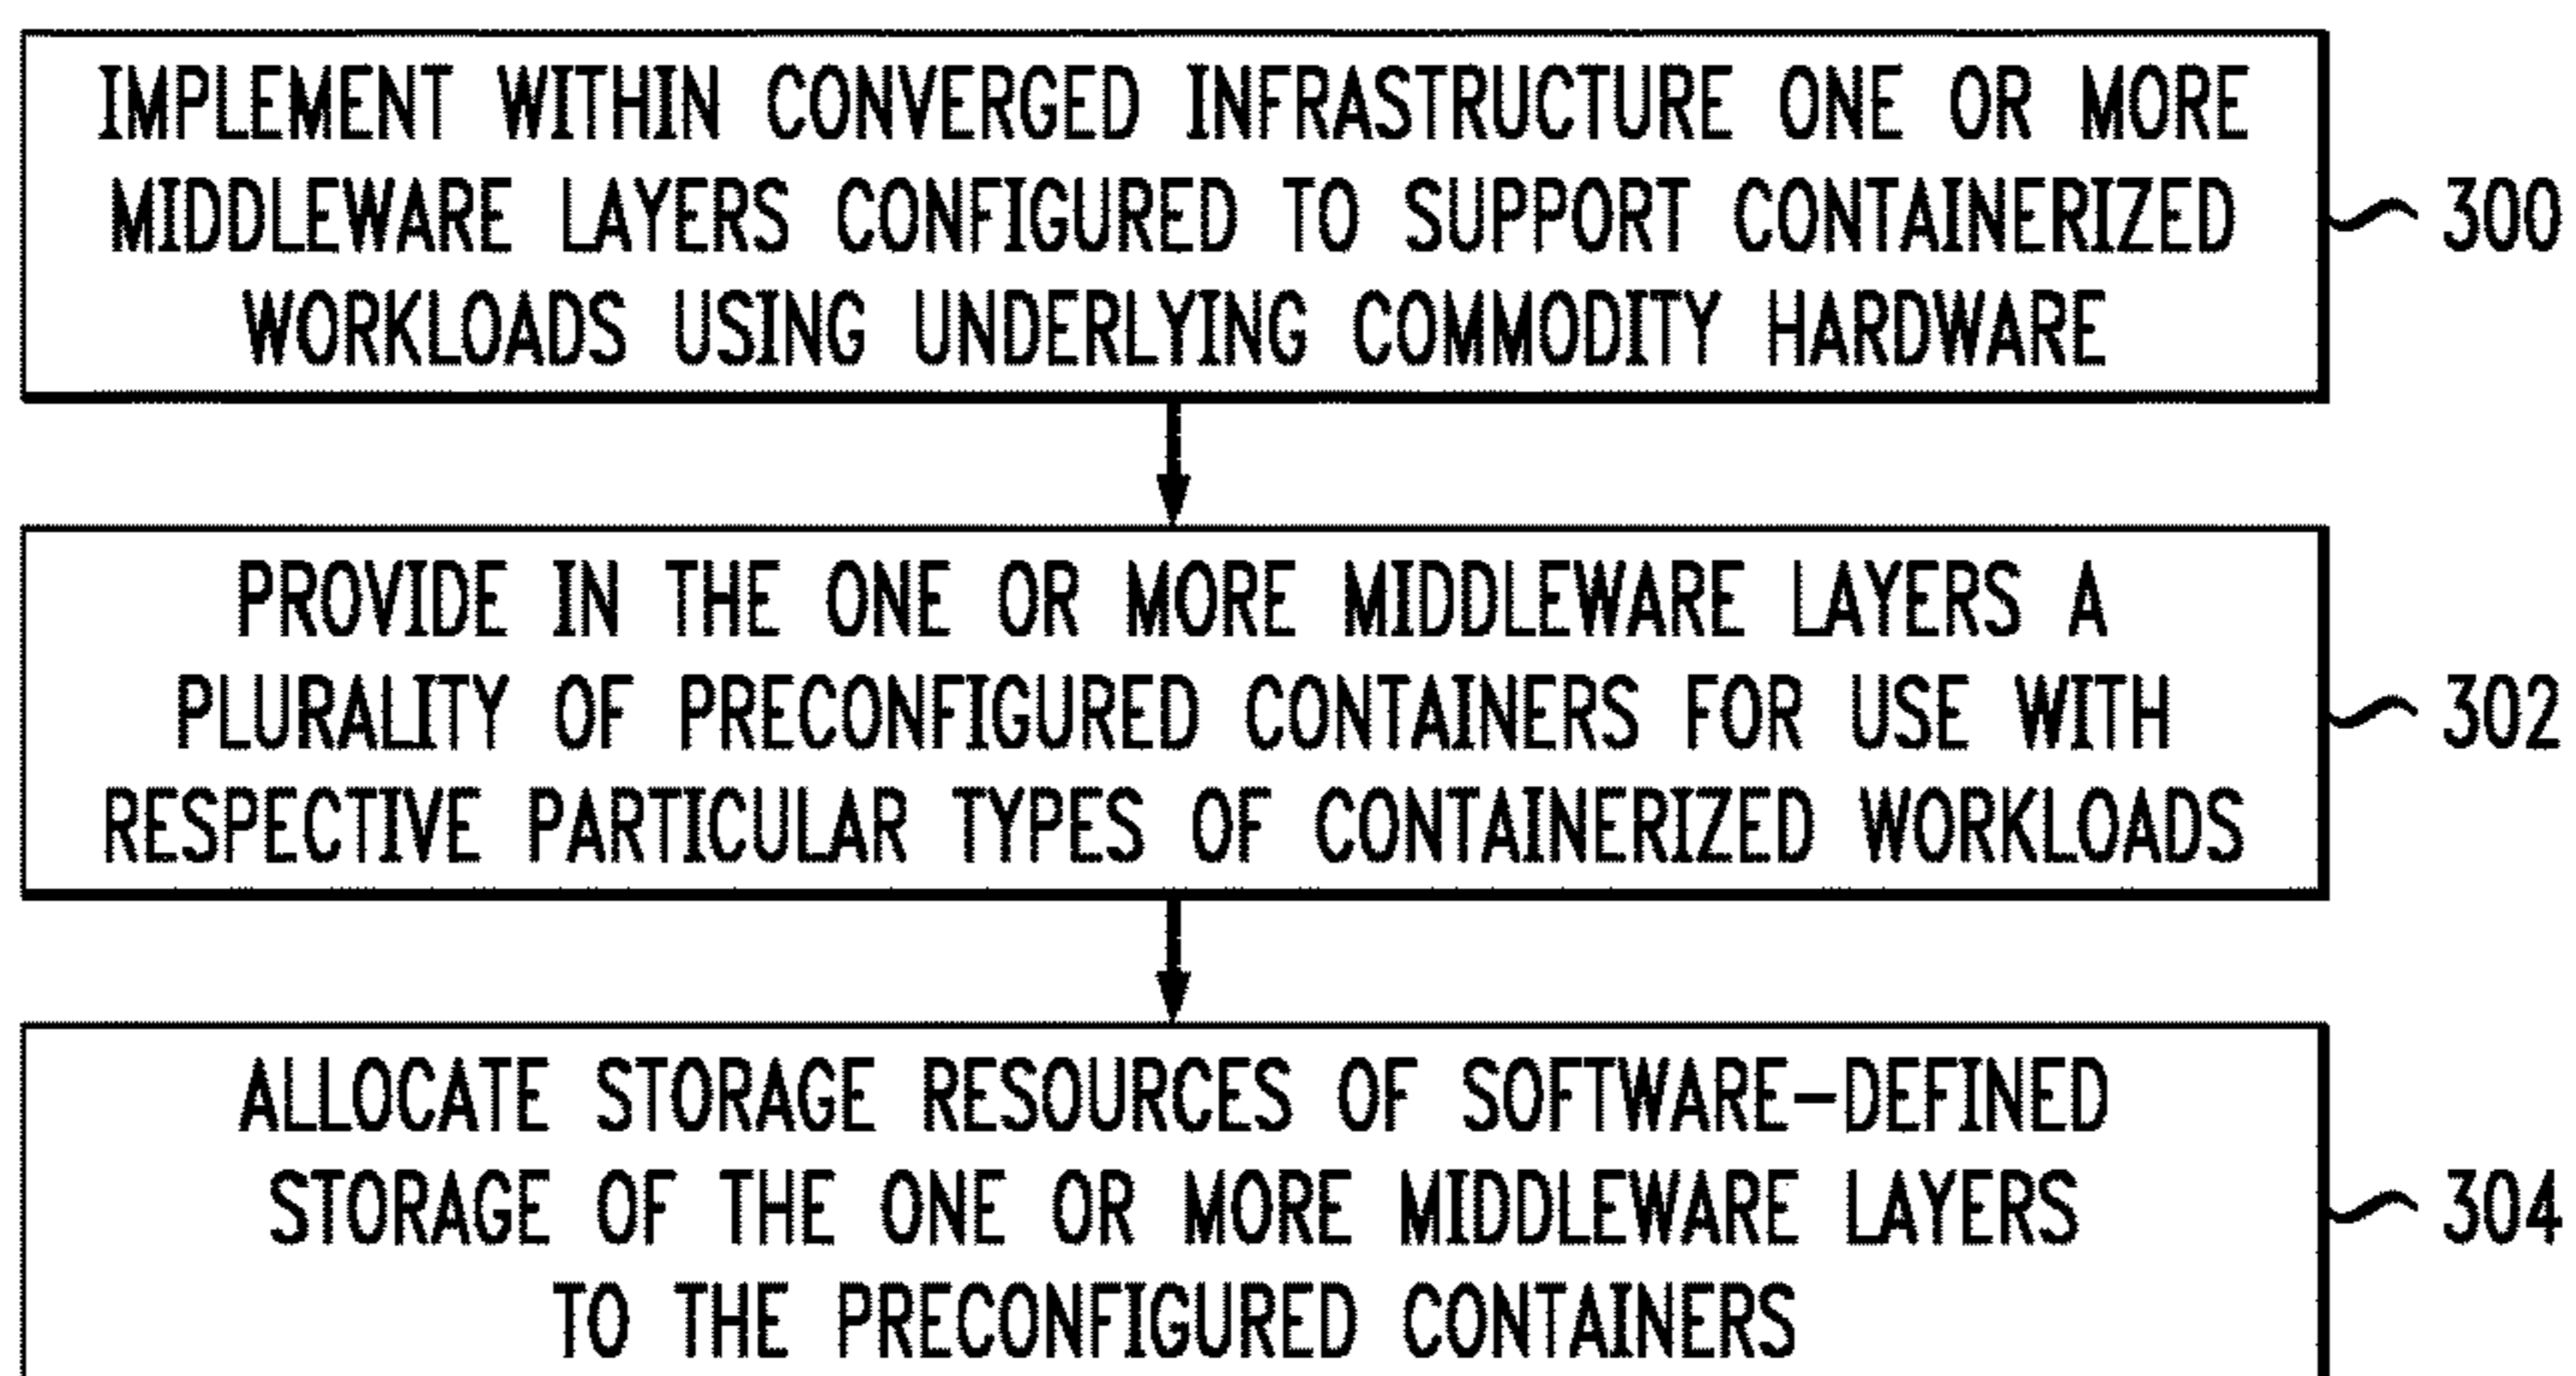 IMPLEMENT WITHIN CONVERGED INFRASTRUCTURE ONE OR MORE
MIDDLEWARE LAYERS CONFIGURED TO SUPPORT CONTAINERIZED
WORKLOADS USING UNDERLYING COMMODITY HARDWARE
300
PROVIDE IN THE ONE OR MORE MIDDLEWARE LAYERS A
PLURALITY OF PRECONFIGURED CONTAINERS FOR USE WITH
RESPECTIVE PARTICULAR TYPES OF CONTAINERIZED WORKLOADS
302
ALLOCATE STORAGE RESOURCES OF SOFTWARE-DEFINED
STORAGE OF THE ONE OR MORE MIDDLEWARE LAYERS
TO THE PRECONFIGURED CONTAINERS
304